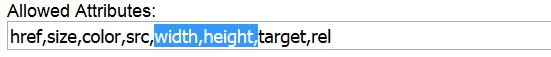 Allowed Attributes:
href,size,color,src,width,height,target,rel